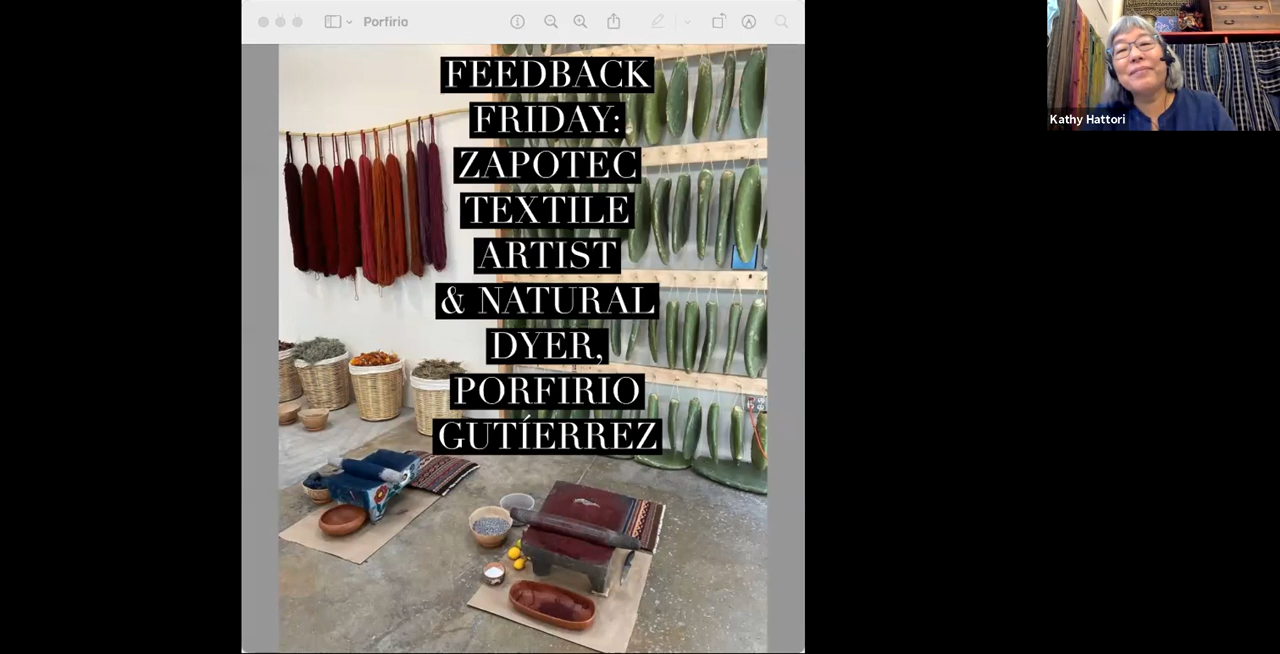 Porfirio
FEEDBACK
FRIDAY:
ZAPOTEC
TEXTILE
ARTIST
& NATURAL
DYER,
PORFIRIO
GUTÍERREZ
Kathy Hattori